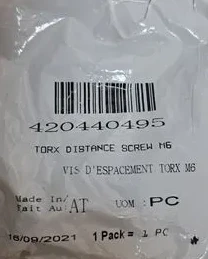 420440495
TORX DISTANCE SCREW M6
VIS D'ESPACEMENT TORX M6
Made In/
Fait Au/ AT UOM : PC
16/09/2021 1 Pack = 1 PC